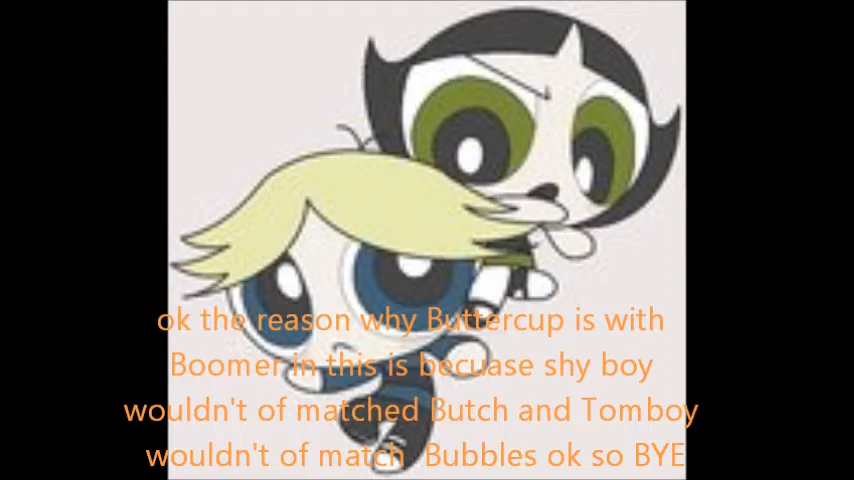 ok the reason why Buttercup is with
Boomer in this is becuase shy boy
wouldn't of matched Butch and Tomboy
wouldn't of match  Bubbles ok so BYE